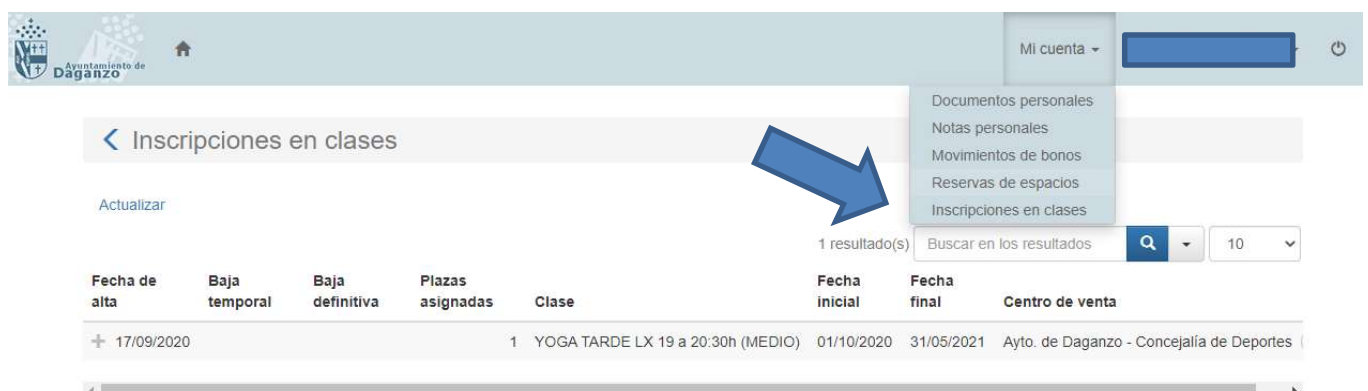 Ayuntamiento de
Daganzo
Mi cuenta
Documentos personales
Notas personales
Movimientos de bonos
Reservas de espacios
Inscripciones en clases
Inscripciones en clases
Actualizar
1 resultado(s) Buscar en los resultados 10
Fecha de alta Baja temporal Baja definitiva Plazas asignadas Clase Fecha inicial Fecha final Centro de venta
17/09/2020 1 YOGA TARDE LX 19 a 20:30h (MEDIO) 01/10/2020 31/05/2021 Ayto. de Daganzo - Concejalía de Deportes